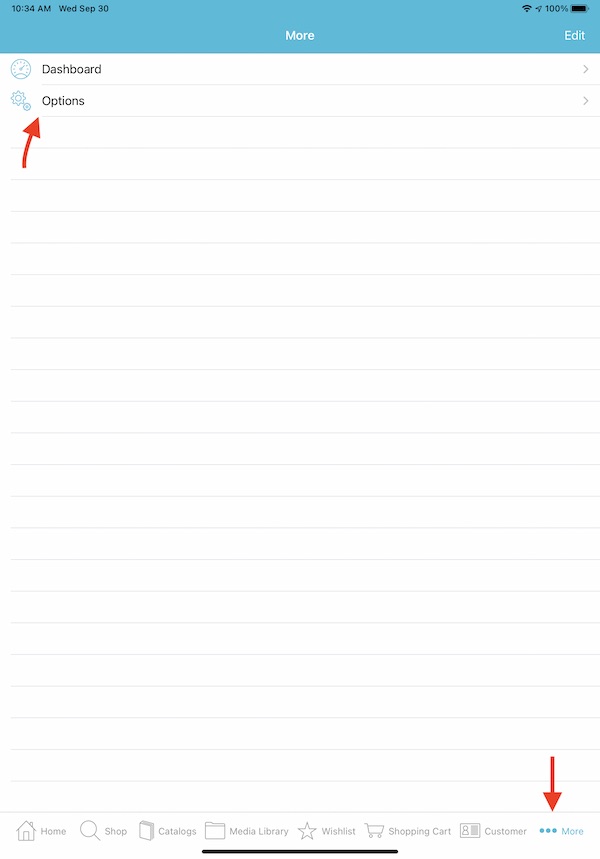 10:34 AM Wed Sep 30 100%
More Edit
Dashboard
Options
Home Shop Catalogs Media Library Wishlist Shopping Cart Customer More